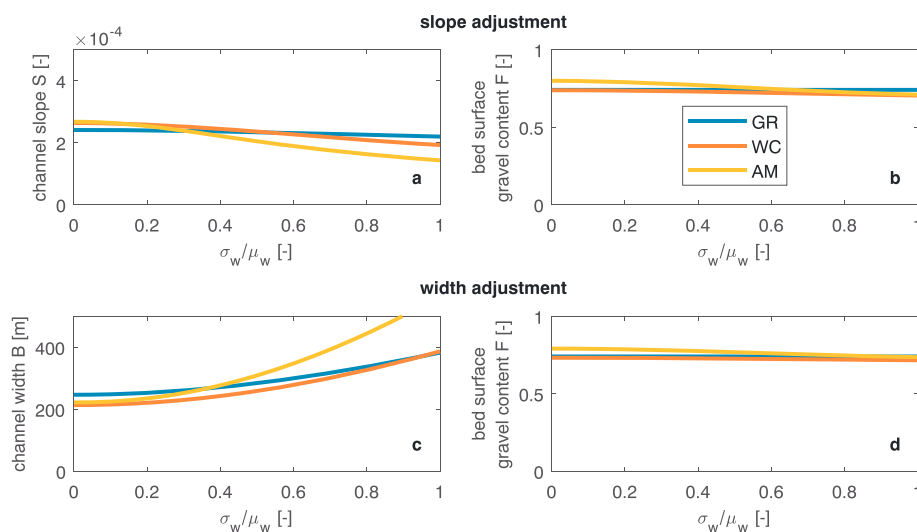 slope adjustment
×10⁻⁴
channel slope S [-]
4
2
0
0 0.2 0.4 0.6 0.8 1
σw/μw [-]
a
bed surface
gravel content F [-]
1
0.5
0
0 0.2 0.4 0.6 0.8 1
σw/μw [-]
GR
WC
AM
b
width adjustment
channel width B [m]
400
200
0
0 0.2 0.4 0.6 0.8 1
σw/μw [-]
c
bed surface
gravel content F [-]
1
0.5
0
0 0.2 0.4 0.6 0.8 1
σw/μw [-]
d